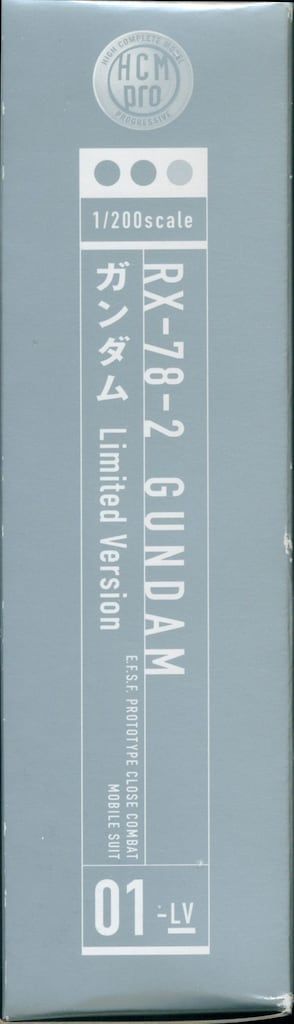 HIGH COMPLETE MODEL
HCM
pro
PROGRESSIVE
1/200scale
RX-78-2 GUNDAM
ガンダム Limited Version
E.F.S.F. PROTOTYPE CLOSE COMBAT
MOBILE SUIT
01-LV